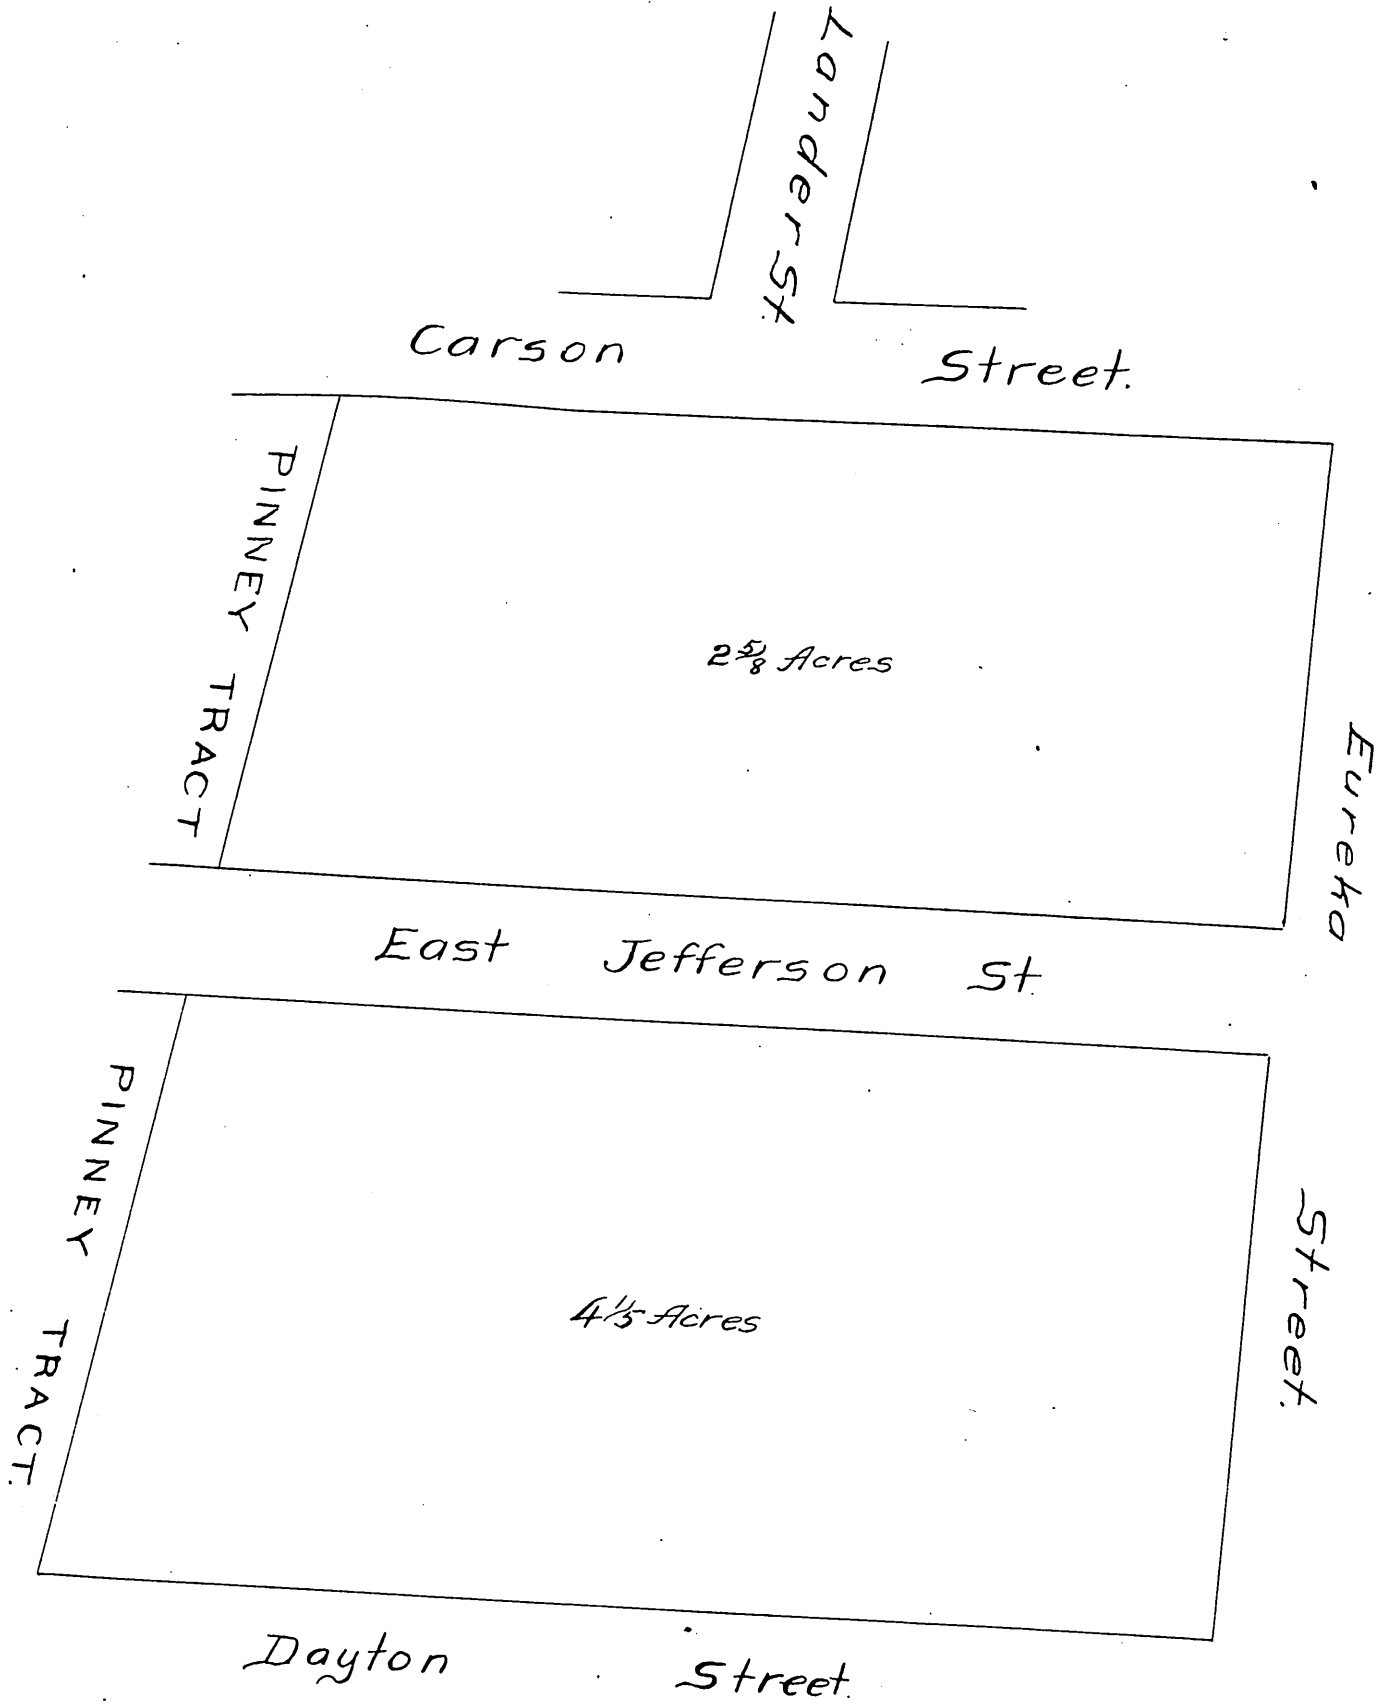 Lander St.
Carson Street.
PINNEY TRACT
2 5/8 Acres
Eureka Street.
East Jefferson St.
PINNEY TRACT.
4 1/5 Acres
Dayton Street.